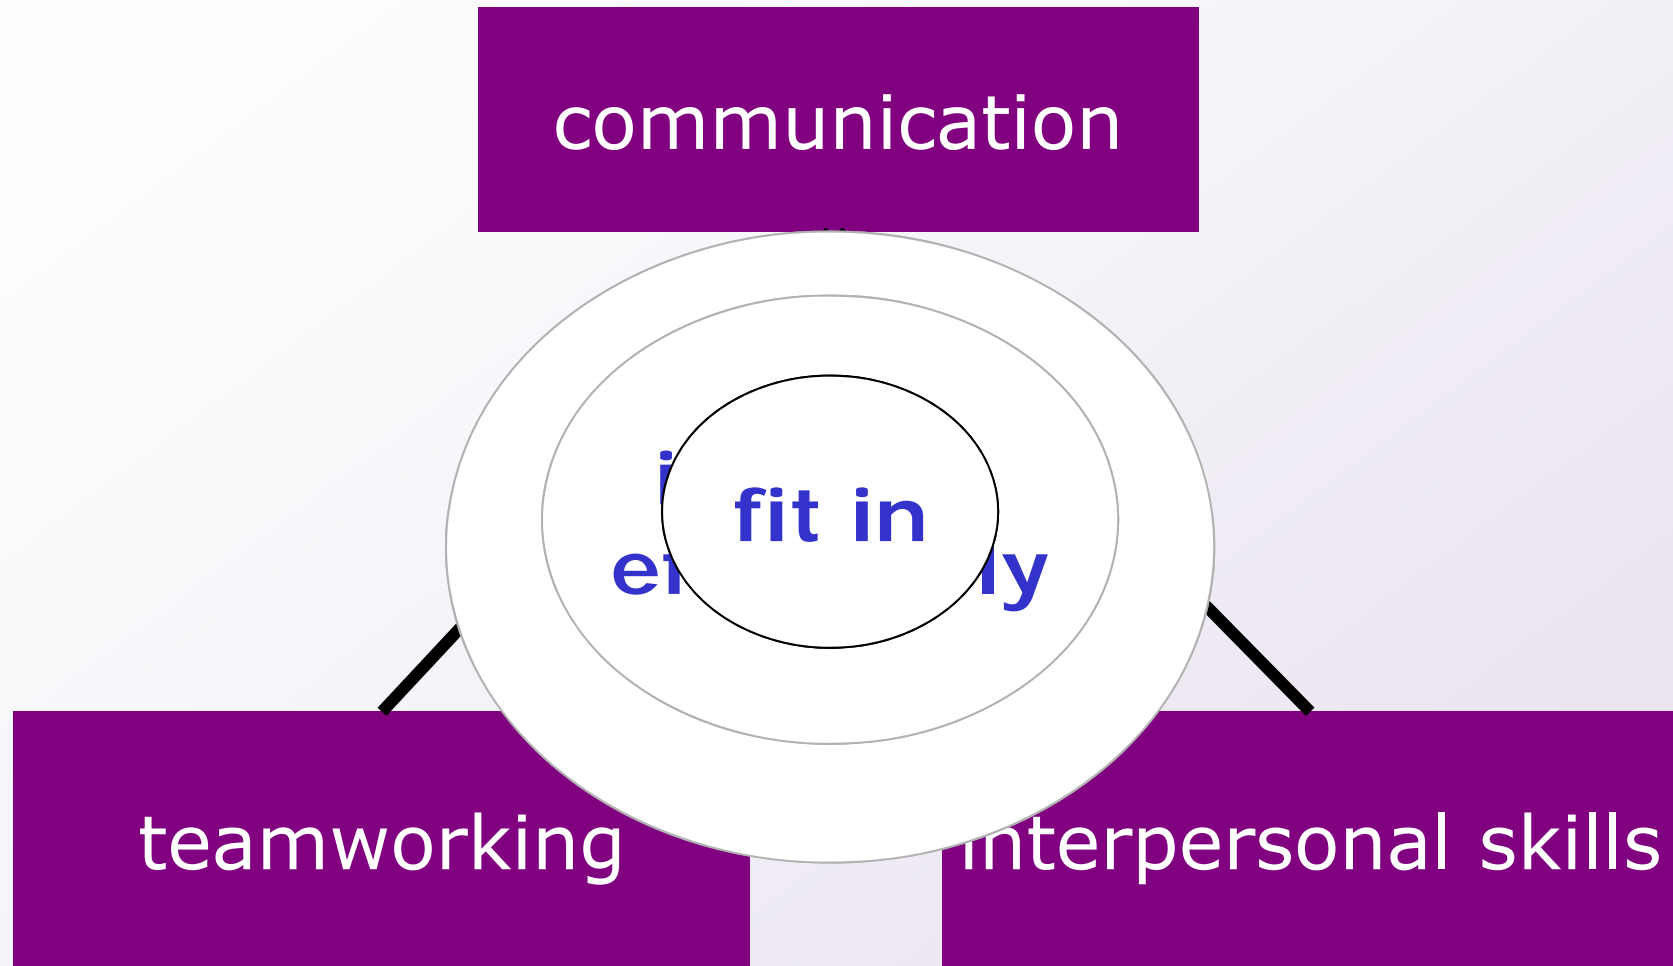 communication
fit in
teamworking
interpersonal skills